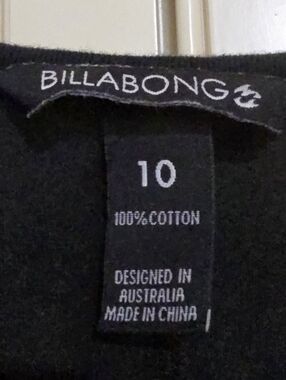 BILLABONG
10
100% COTTON
DESIGNED IN
AUSTRALIA
MADE IN CHINA